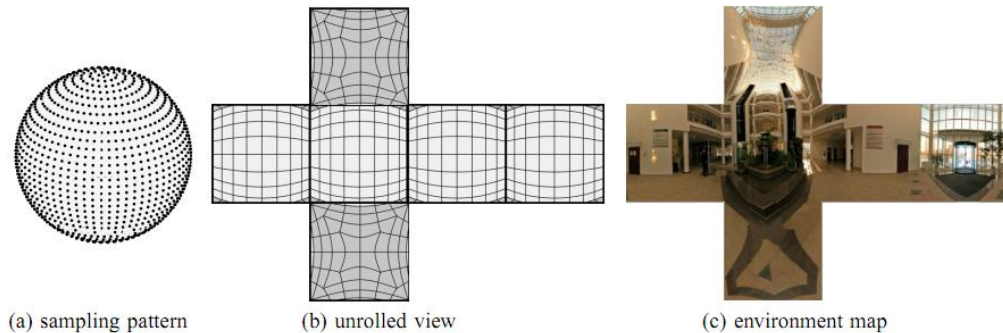 (a) sampling pattern
(b) unrolled view
(c) environment map